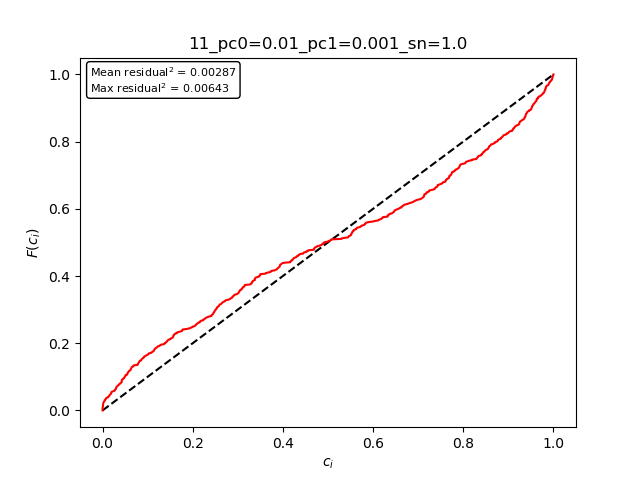 11_pc0=0.01_pc1=0.001_sn=1.0
Mean residual² = 0.00287
Max residual² = 0.00643
1.0
0.8
0.6
0.4
0.2
0.0
F(cᵢ)
0.0 0.2 0.4 0.6 0.8 1.0
cᵢ